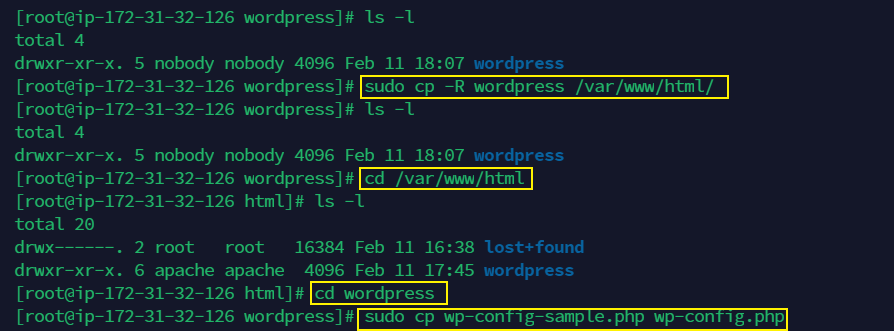 [root@ip-172-31-32-126 wordpress]# ls -l
total 4
drwxr-xr-x. 5 nobody nobody 4096 Feb 11 18:07 wordpress
[root@ip-172-31-32-126 wordpress]# sudo cp -R wordpress /var/www/html/
[root@ip-172-31-32-126 wordpress]# ls -l
total 4
drwxr-xr-x. 5 nobody nobody 4096 Feb 11 18:07 wordpress
[root@ip-172-31-32-126 wordpress]# cd /var/www/html
[root@ip-172-31-32-126 html]# ls -l
total 20
drwx------. 2 root   root   16384 Feb 11 16:38 lost+found
drwxr-xr-x. 6 apache apache  4096 Feb 11 17:45 wordpress
[root@ip-172-31-32-126 html]# cd wordpress
[root@ip-172-31-32-126 wordpress]# sudo cp wp-config-sample.php wp-config.php